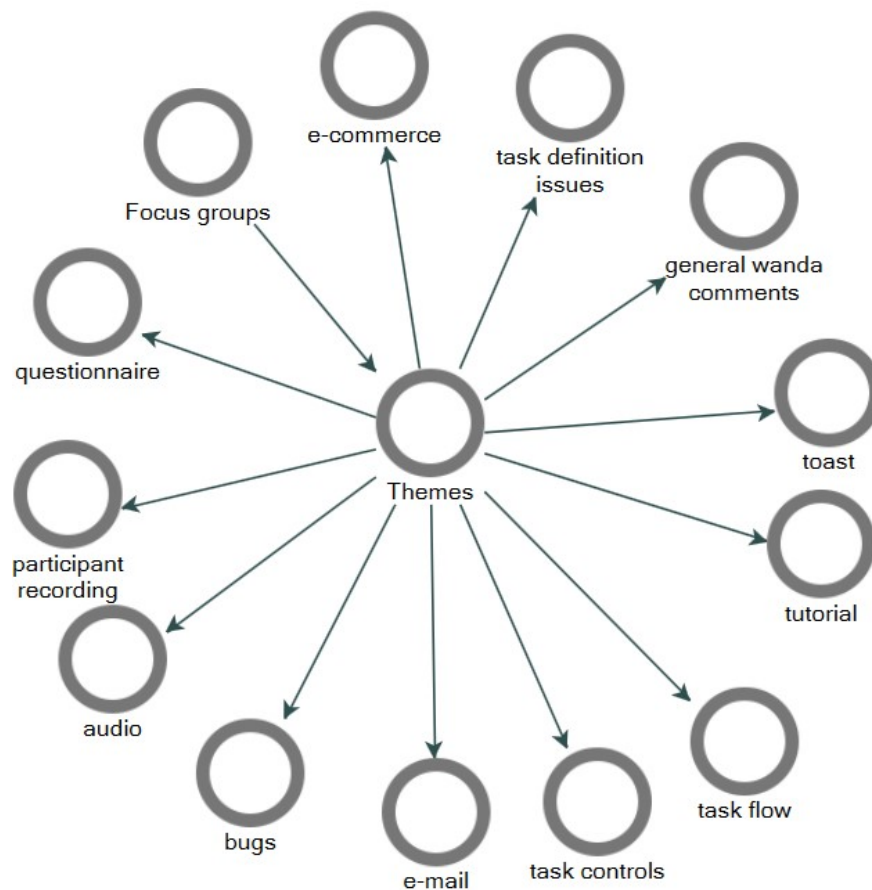 e-commerce
task definition
issues
Focus groups
general wanda
comments
questionnaire
toast
Themes
participant
recording
tutorial
audio
task flow
bugs
task controls
e-mail